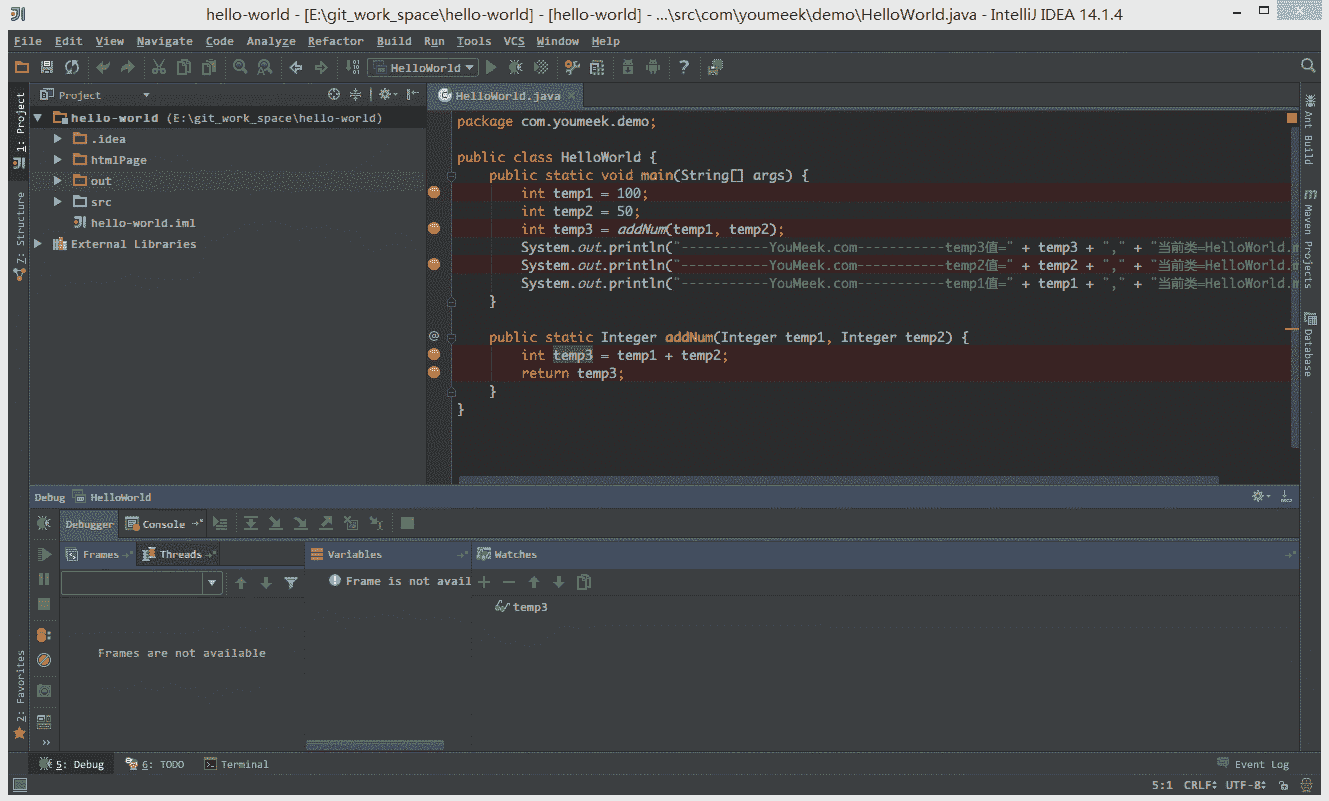 hello-world - [E:\git_work_space\hello-world] - [hello-world] - ...\src\com\youmeek\demo\HelloWorld.java - IntelliJ IDEA 14.1.4
File Edit View Navigate Code Analyze Refactor Build Run Tools VCS Window Help
HelloWorld
1: Project
Z: Structure
2: Favorites
Project
hello-world (E:\git_work_space\hello-world)
.idea
htmlPage
out
src
hello-world.iml
External Libraries
HelloWorld.java
package com.youmeek.demo;
public class HelloWorld {
public static void main(String[] args) {
int temp1 = 100;
int temp2 = 50;
int temp3 = addNum(temp1, temp2);
System.out.println("-----------YouMeek.com-----------temp3值=" + temp3 + "," + "当前类=HelloWorld.m
System.out.println("-----------YouMeek.com-----------temp2值=" + temp2 + "," + "当前类=HelloWorld.m
System.out.println("-----------YouMeek.com-----------temp1值=" + temp1 + "," + "当前类=HelloWorld.m
}
public static Integer addNum(Integer temp1, Integer temp2) {
int temp3 = temp1 + temp2;
return temp3;
}
}
Ant Build
Maven Projects
Database
Debug HelloWorld
Debugger Console
Frames Threads Variables Watches
Frame is not avail
temp3
Frames are not available
5: Debug 6: TODO Terminal Event Log
5:1 CRLF UTF-8